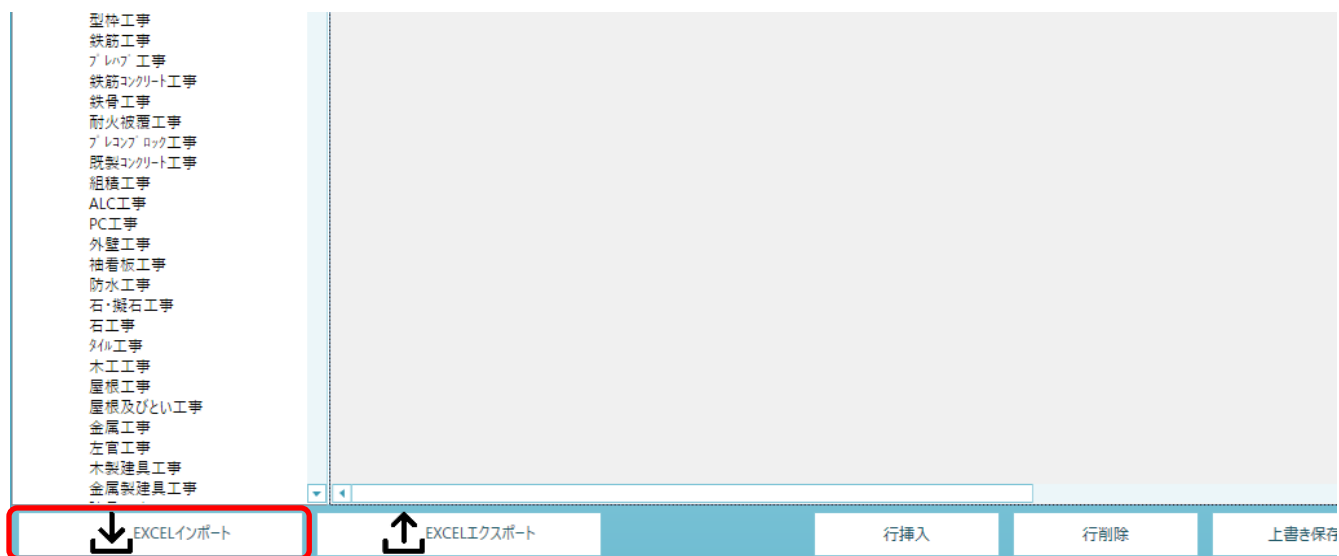 型枠工事
鉄筋工事
ﾌﾟﾚﾊﾌﾞ工事
鉄筋ｺﾝｸﾘｰﾄ工事
鉄骨工事
耐火被覆工事
ﾌﾟﾚｺﾝﾌﾞﾛｯｸ工事
既製ｺﾝｸﾘｰﾄ工事
組積工事
ALC工事
PC工事
外壁工事
袖看板工事
防水工事
石・擬石工事
石工事
ﾀｲﾙ工事
木工工事
屋根工事
屋根及びとい工事
金属工事
左官工事
木製建具工事
金属製建具工事
EXCELインポート
EXCELエクスポート
行挿入
行削除
上書き保存